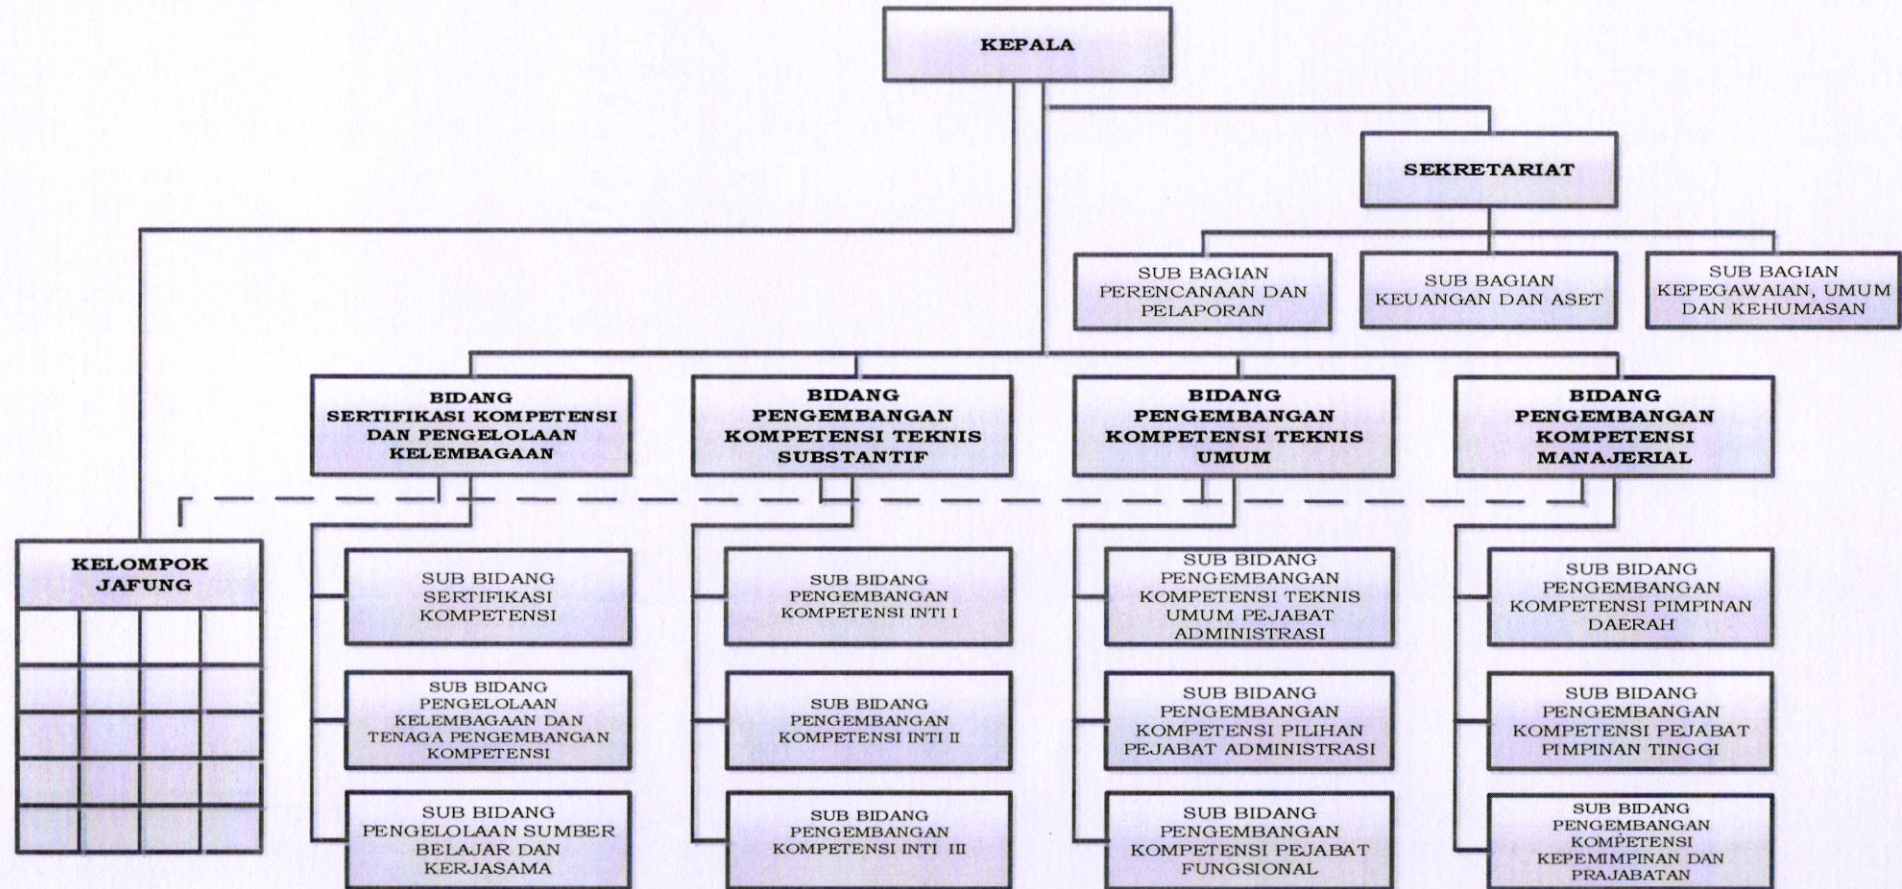 KEPALA
SEKRETARIAT
SUB BAGIAN
PERENCANAAN DAN
PELAPORAN
SUB BAGIAN
KEUANGAN DAN ASET
SUB BAGIAN
KEPEGAWAIAN, UMUM
DAN KEHUMASAN
BIDANG
SERTIFIKASI KOMPETENSI
DAN PENGELOLAAN
KELEMBAGAAN
BIDANG
PENGEMBANGAN
KOMPETENSI TEKNIS
SUBSTANTIF
BIDANG
PENGEMBANGAN
KOMPETENSI TEKNIS
UMUM
BIDANG
PENGEMBANGAN
KOMPETENSI
MANAJERIAL
KELOMPOK
JAFUNG
SUB BIDANG
SERTIFIKASI
KOMPETENSI
SUB BIDANG
PENGELOLAAN
KELEMBAGAAN DAN
TENAGA PENGEMBANGAN
KOMPETENSI
SUB BIDANG
PENGELOLAAN SUMBER
BELAJAR DAN
KERJASAMA
SUB BIDANG
PENGEMBANGAN
KOMPETENSI INTI I
SUB BIDANG
PENGEMBANGAN
KOMPETENSI INTI II
SUB BIDANG
PENGEMBANGAN
KOMPETENSI INTI III
SUB BIDANG
PENGEMBANGAN
KOMPETENSI TEKNIS
UMUM PEJABAT
ADMINISTRASI
SUB BIDANG
PENGEMBANGAN
KOMPETENSI PILIHAN
PEJABAT ADMINISTRASI
SUB BIDANG
PENGEMBANGAN
KOMPETENSI PEJABAT
FUNGSIONAL
SUB BIDANG
PENGEMBANGAN
KOMPETENSI PIMPINAN
DAERAH
SUB BIDANG
PENGEMBANGAN
KOMPETENSI PEJABAT
PIMPINAN TINGGI
SUB BIDANG
PENGEMBANGAN
KOMPETENSI
KEPEMIMPINAN DAN
PRAJABATAN